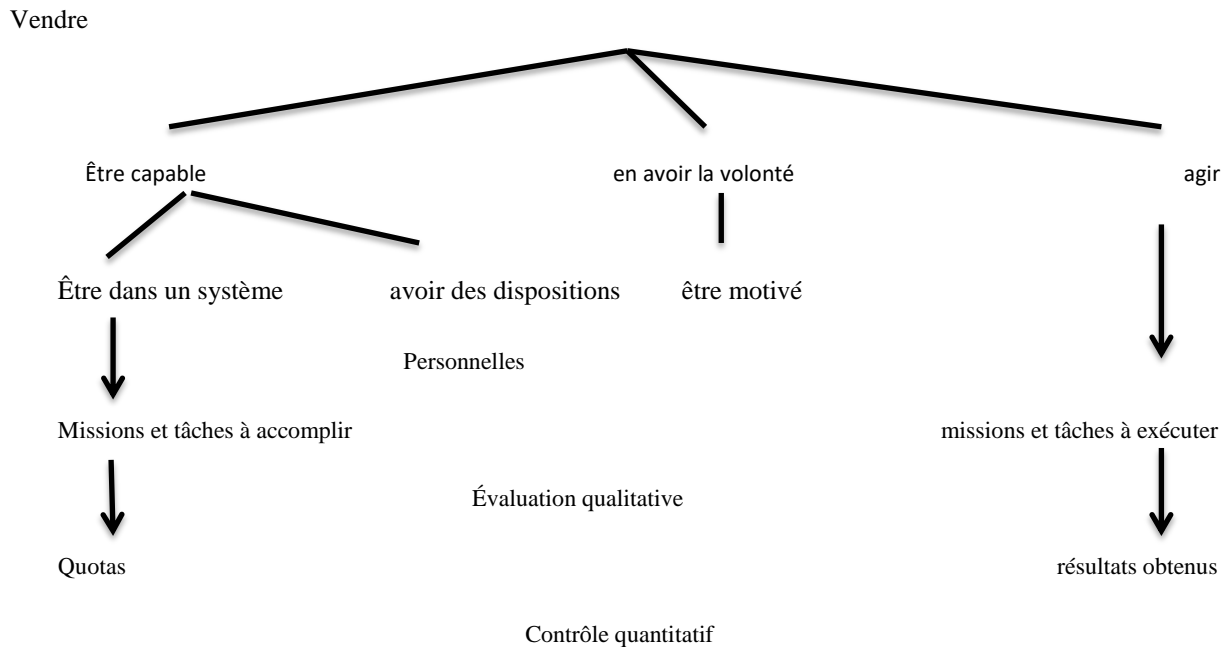 Vendre
Être capable en avoir la volonté agir
Être dans un système avoir des dispositions être motivé
Personnelles
Missions et tâches à accomplir missions et tâches à exécuter
Évaluation qualitative
Quotas résultats obtenus
Contrôle quantitatif